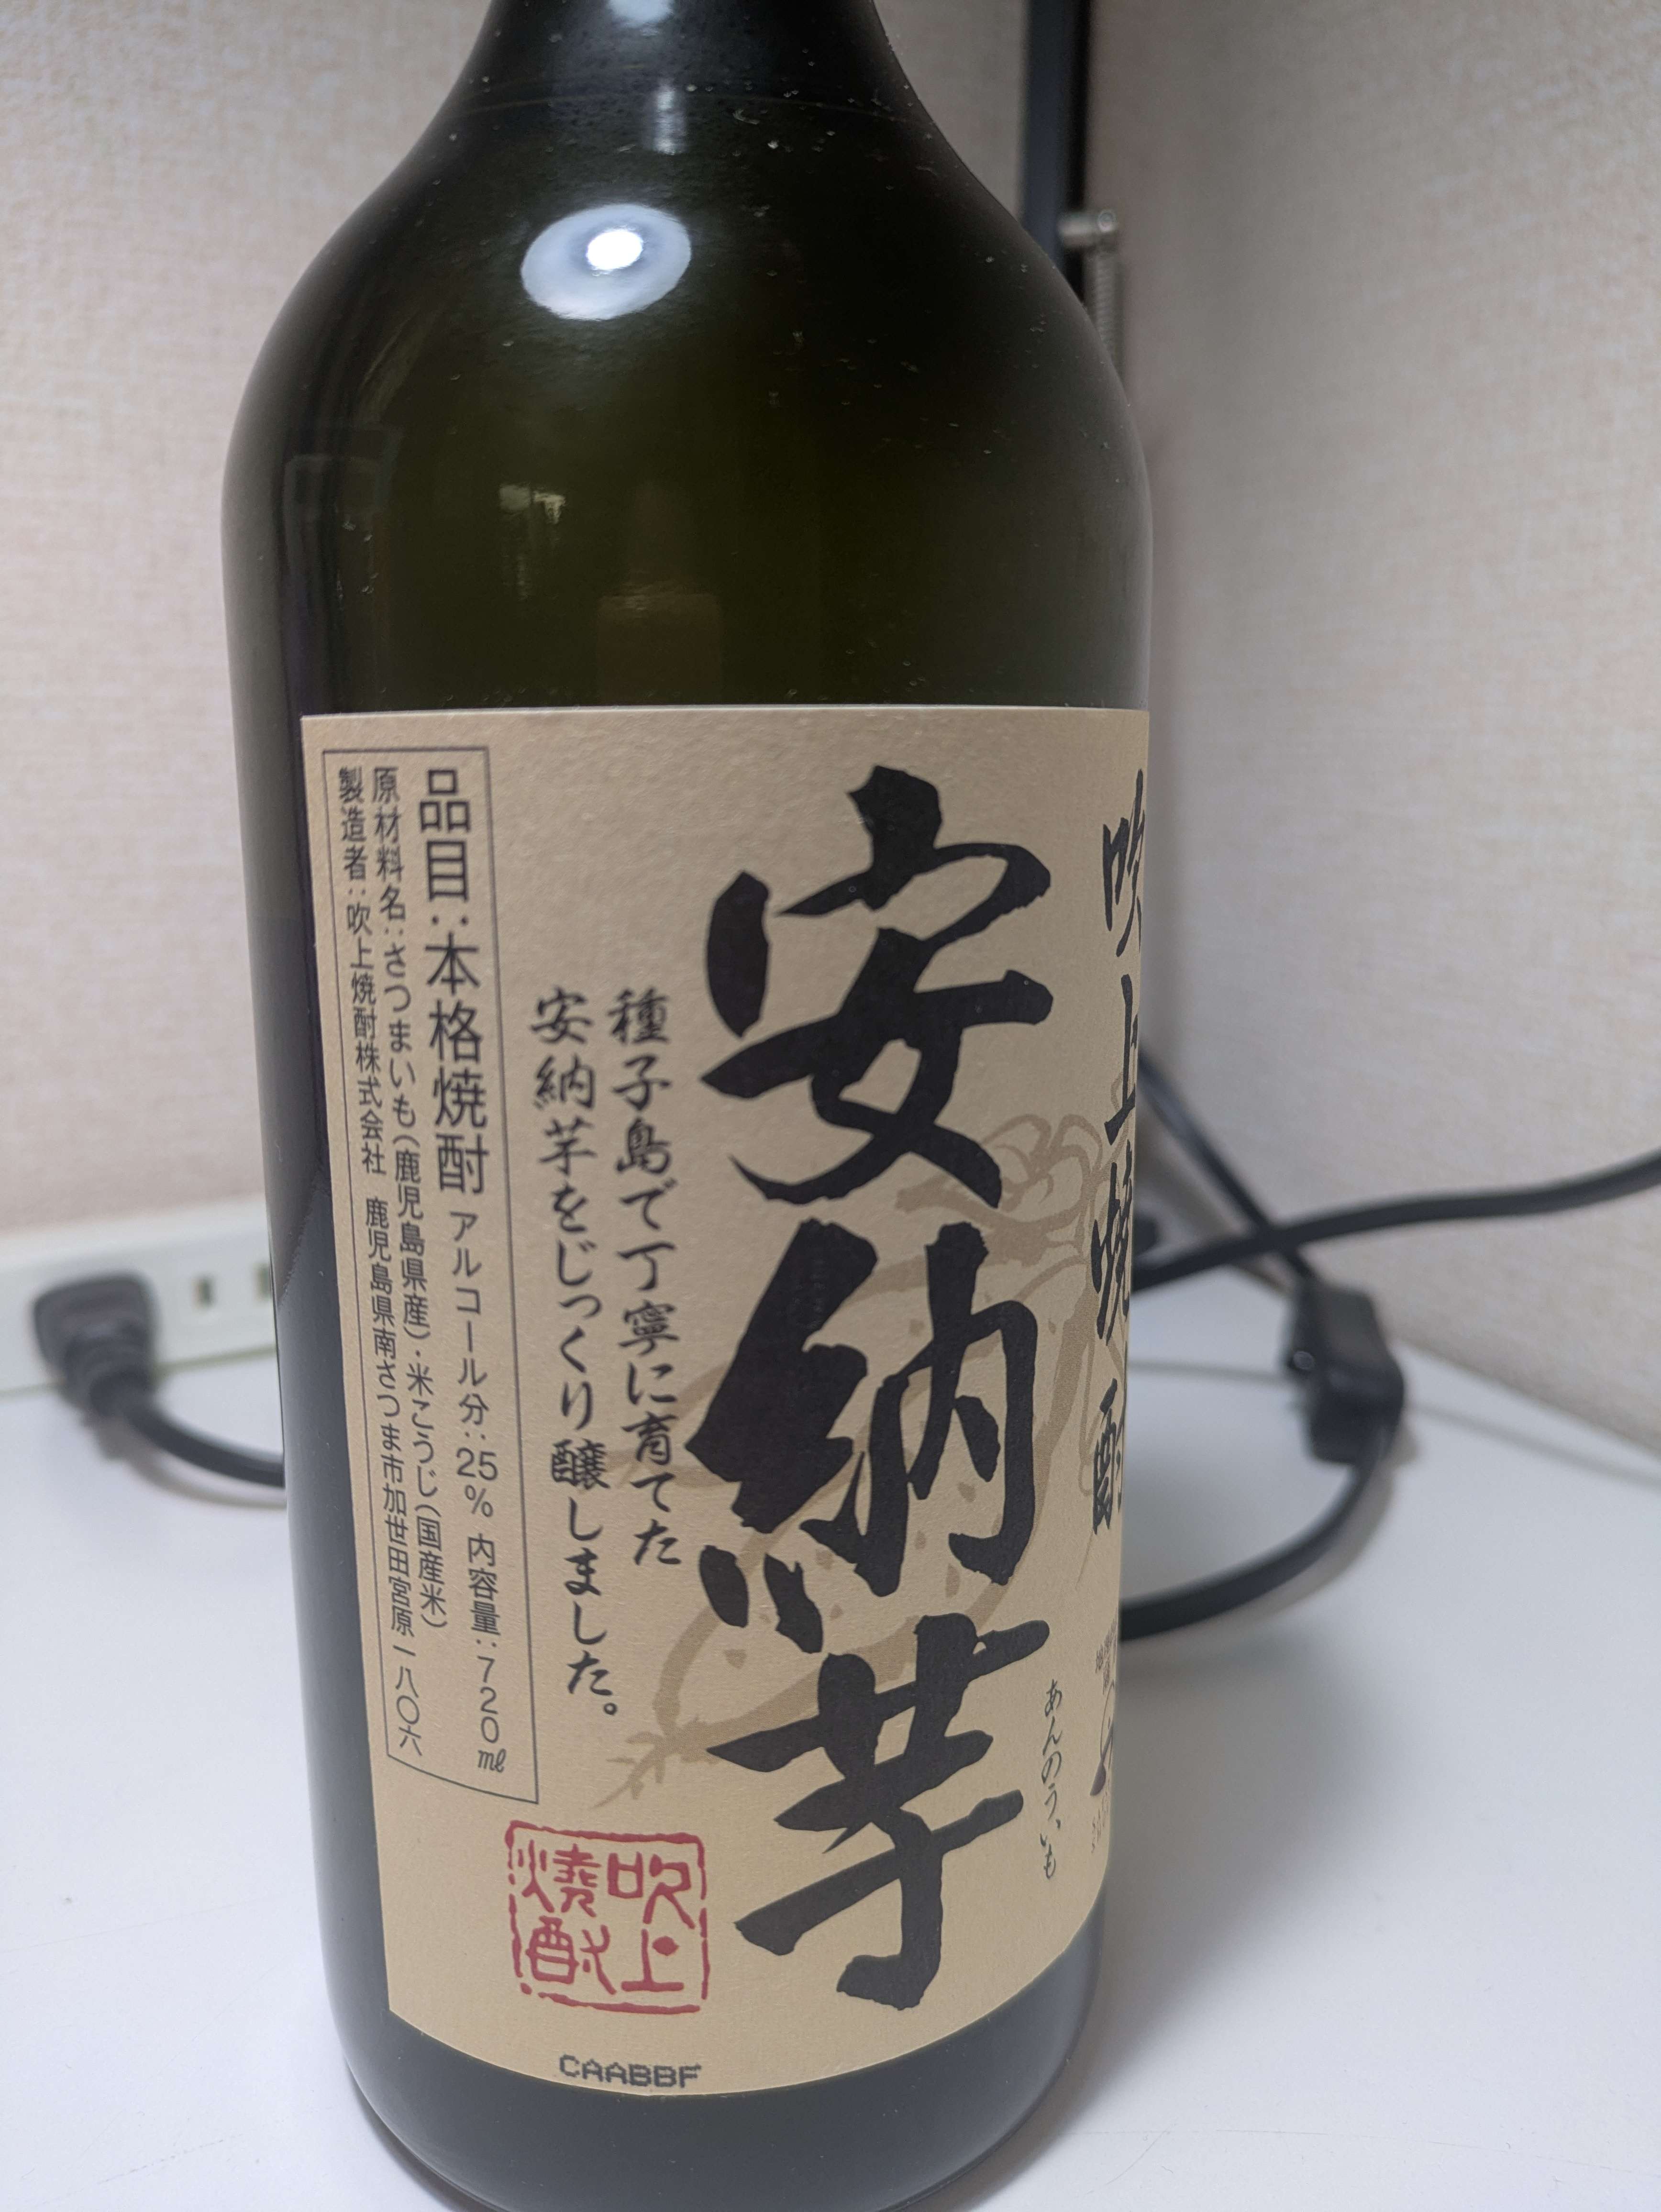 吹上焼酎
安納芋
あんのういも
種子島で丁寧に育てた
安納芋をじっくり醸しました。
品目:本格焼酎 アルコール分:25% 内容量:720㎖
原材料名:さつまいも(鹿児島県産)・米こうじ(国産米)
製造者:吹上焼酎株式会社 鹿児島県南さつま市加世田宮原一八〇六
吹上
焼酎
CAABBF